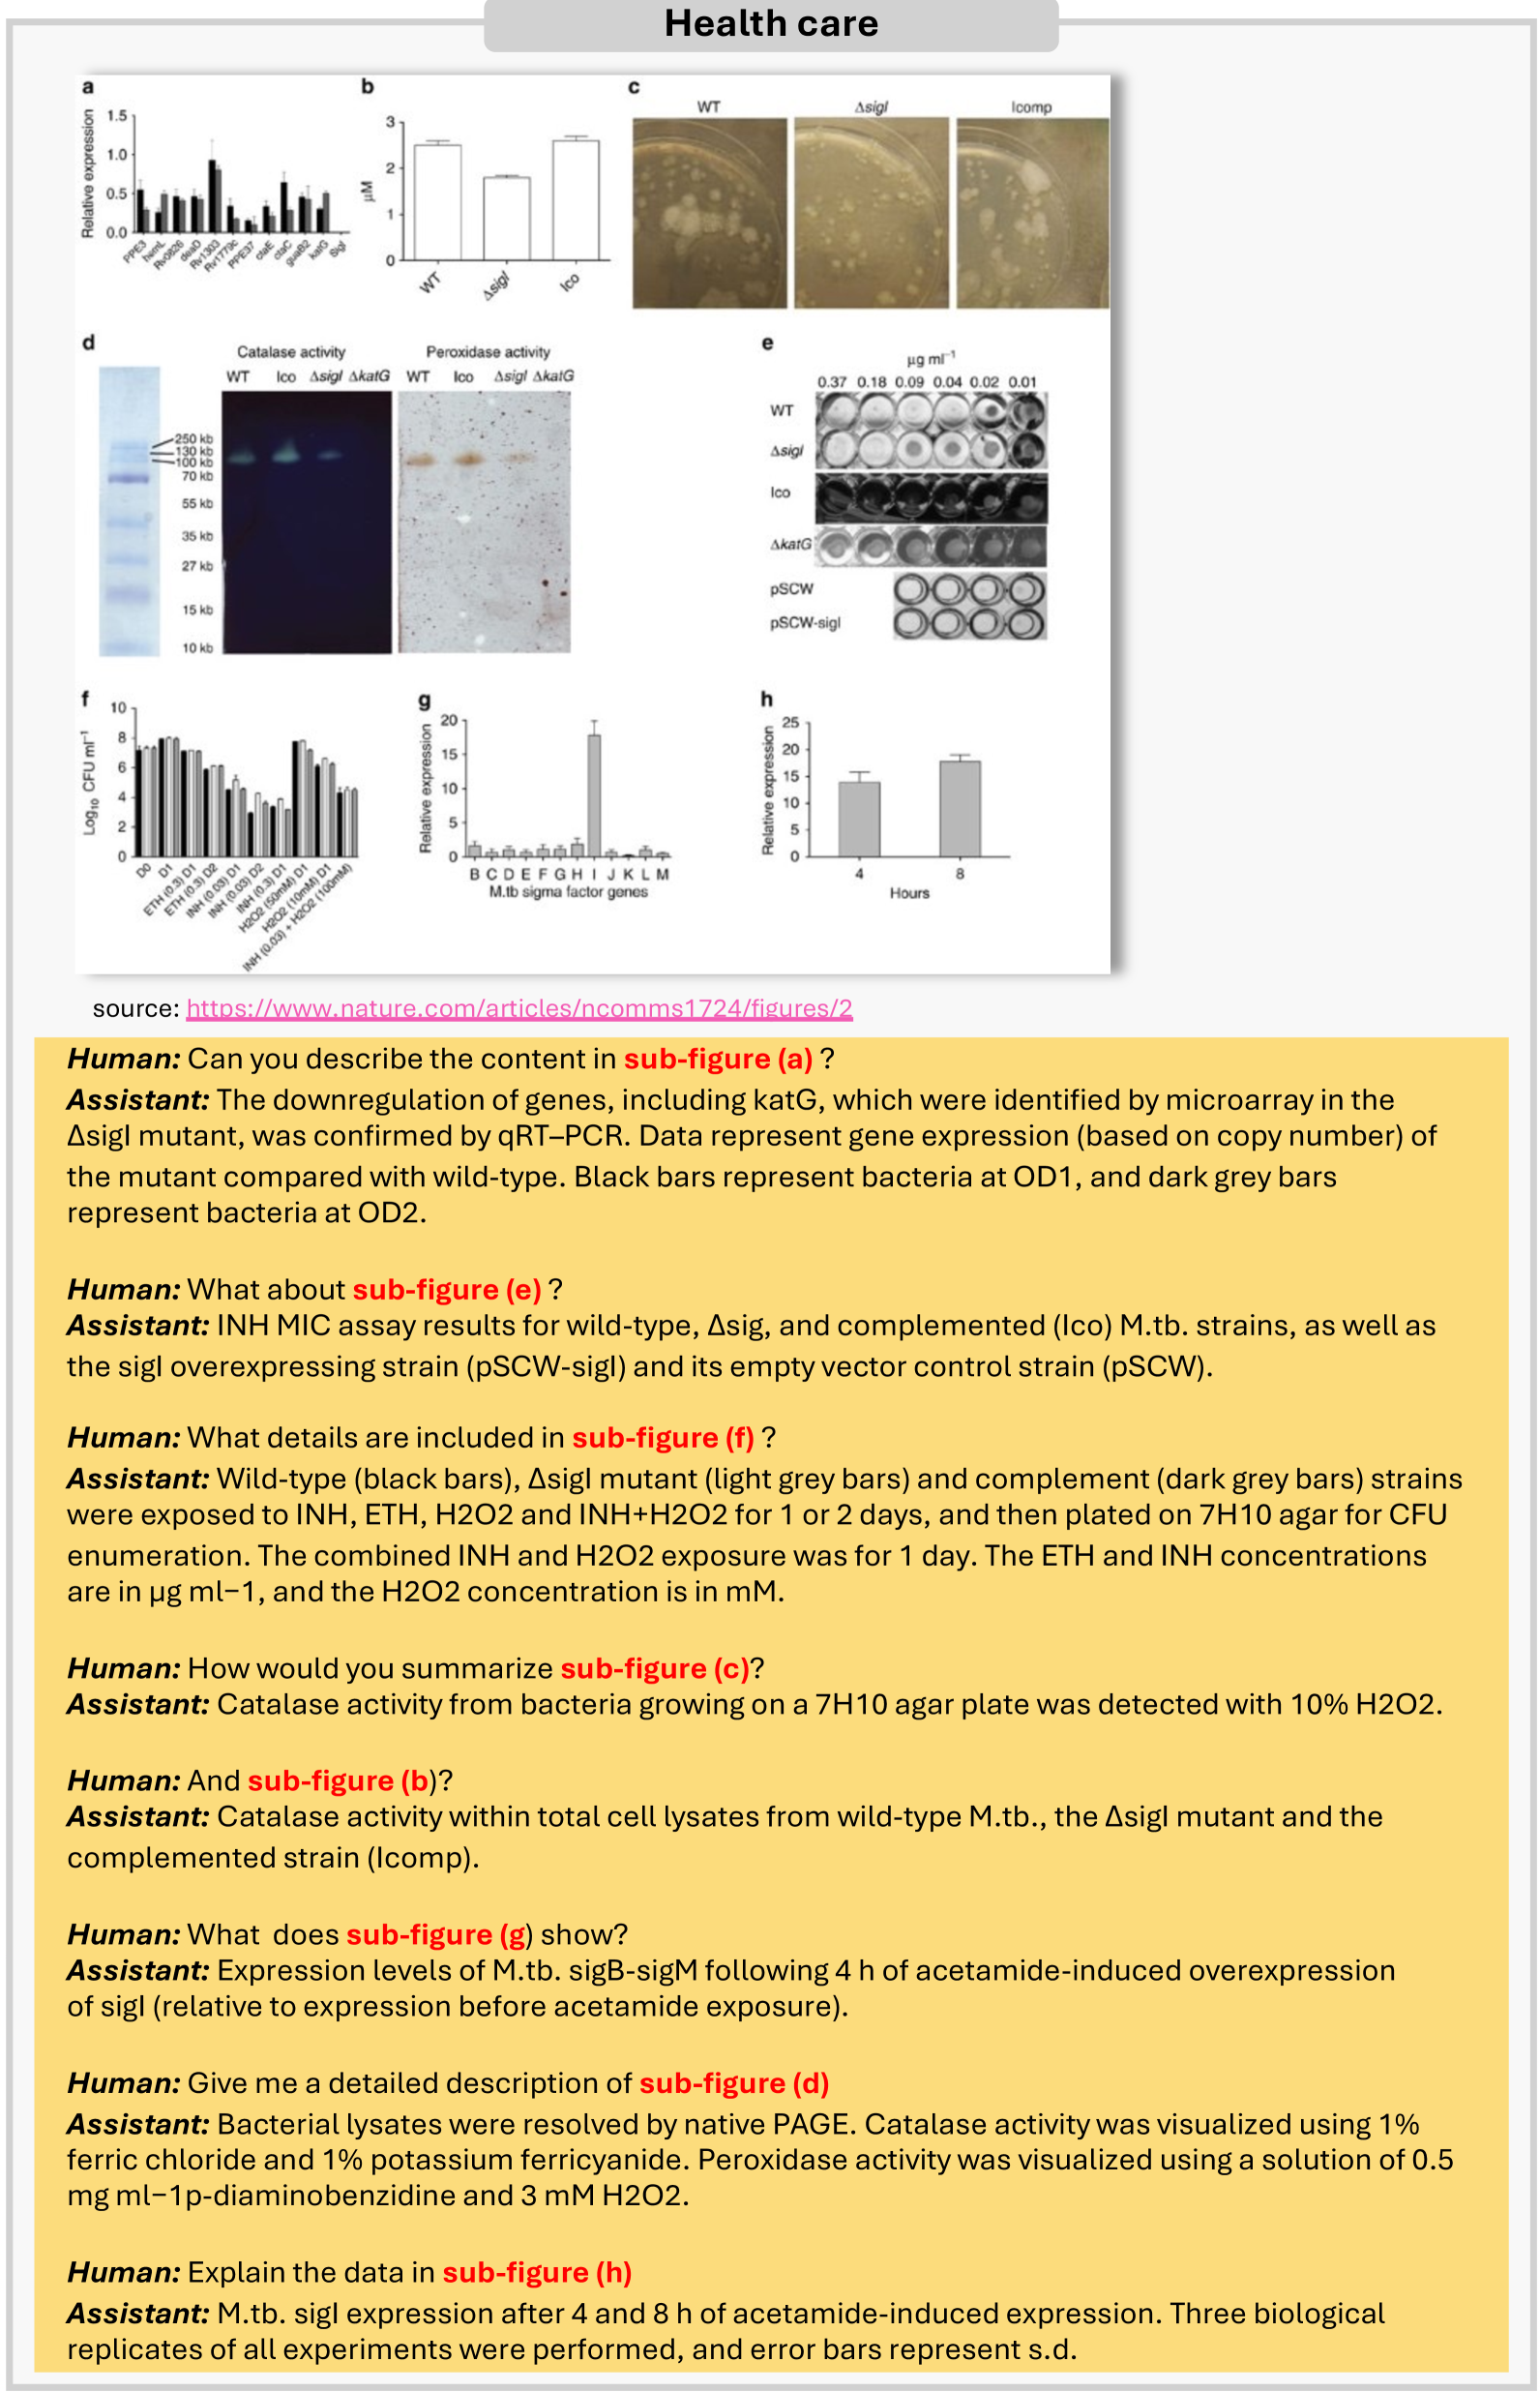 Health care
a
b
c
Relative expression
1.5
1.0
0.5
0.0
PPE3
hsmL
Rv0826
deaD
Rv1303
Rv1779c
PPE37
ctaE
ctaC
guaB2
katG
SigI
µM
3
2
1
0
WT
ΔsigI
Ico
WT
ΔsigI
Icomp
d
Catalase activity
Peroxidase activity
WT Ico ΔsigI ΔkatG
WT Ico ΔsigI ΔkatG
250 kb
130 kb
100 kb
70 kb
55 kb
35 kb
27 kb
15 kb
10 kb
e
µg ml⁻¹
0.37 0.18 0.09 0.04 0.02 0.01
WT
ΔsigI
Ico
ΔkatG
pSCW
pSCW-sigI
f
Log₁₀ CFU ml⁻¹
10
8
6
4
2
0
D0
D1
ETH (0.3) D1
ETH (0.3) D2
INH (0.03) D1
INH (0.03) D2
INH (0.3) D1
H2O2 (50mM) D1
H2O2 (10mM) D1
INH (0.03) + H2O2 (100mM)
g
Relative expression
20
15
10
5
0
B C D E F G H I J K L M
M.tb sigma factor genes
h
Relative expression
25
20
15
10
5
0
4 8
Hours
source: https://www.nature.com/articles/ncomms1724/figures/2
Human: Can you describe the content in sub-figure (a) ?
Assistant: The downregulation of genes, including katG, which were identified by microarray in the
ΔsigI mutant, was confirmed by qRT–PCR. Data represent gene expression (based on copy number) of
the mutant compared with wild-type. Black bars represent bacteria at OD1, and dark grey bars
represent bacteria at OD2.
Human: What about sub-figure (e) ?
Assistant: INH MIC assay results for wild-type, Δsig, and complemented (Ico) M.tb. strains, as well as
the sigI overexpressing strain (pSCW-sigI) and its empty vector control strain (pSCW).
Human: What details are included in sub-figure (f) ?
Assistant: Wild-type (black bars), ΔsigI mutant (light grey bars) and complement (dark grey bars) strains
were exposed to INH, ETH, H2O2 and INH+H2O2 for 1 or 2 days, and then plated on 7H10 agar for CFU
enumeration. The combined INH and H2O2 exposure was for 1 day. The ETH and INH concentrations
are in µg ml−1, and the H2O2 concentration is in mM.
Human: How would you summarize sub-figure (c)?
Assistant: Catalase activity from bacteria growing on a 7H10 agar plate was detected with 10% H2O2.
Human: And sub-figure (b)?
Assistant: Catalase activity within total cell lysates from wild-type M.tb., the ΔsigI mutant and the
complemented strain (Icomp).
Human: What does sub-figure (g) show?
Assistant: Expression levels of M.tb. sigB-sigM following 4 h of acetamide-induced overexpression
of sigI (relative to expression before acetamide exposure).
Human: Give me a detailed description of sub-figure (d)
Assistant: Bacterial lysates were resolved by native PAGE. Catalase activity was visualized using 1%
ferric chloride and 1% potassium ferricyanide. Peroxidase activity was visualized using a solution of 0.5
mg ml−1p-diaminobenzidine and 3 mM H2O2.
Human: Explain the data in sub-figure (h)
Assistant: M.tb. sigI expression after 4 and 8 h of acetamide-induced expression. Three biological
replicates of all experiments were performed, and error bars represent s.d.